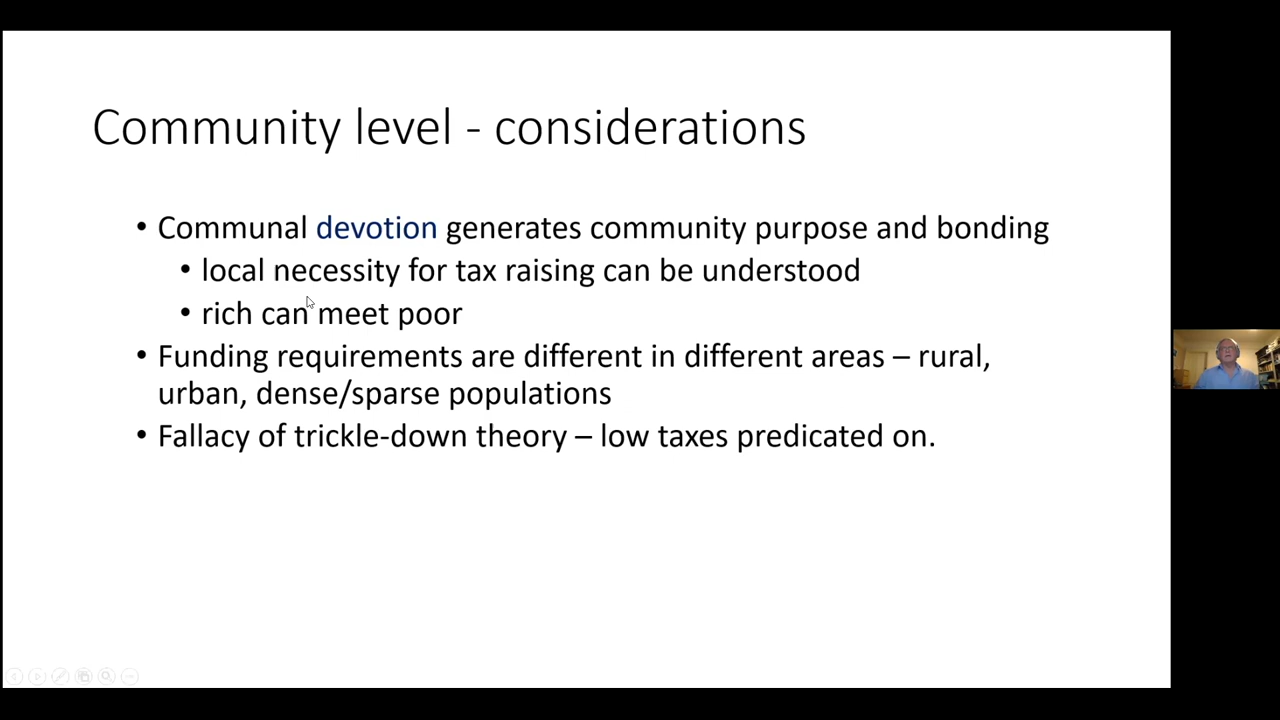 Community level - considerations
• Communal devotion generates community purpose and bonding
• local necessity for tax raising can be understood
• rich can meet poor
• Funding requirements are different in different areas – rural,
urban, dense/sparse populations
• Fallacy of trickle-down theory – low taxes predicated on.